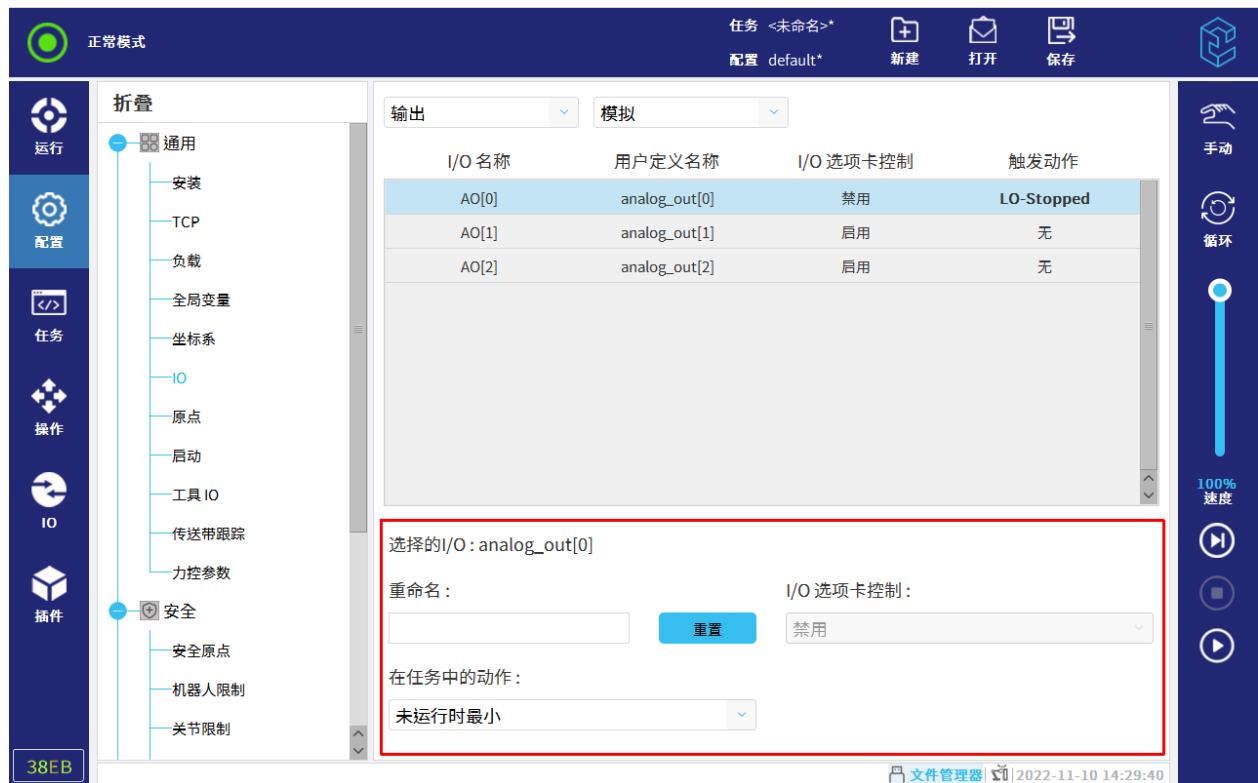 正常模式
任务 <未命名>*
配置 default*
新建
打开
保存
运行
配置
任务
操作
IO
插件
38EB
折叠
通用
安装
TCP
负载
全局变量
坐标系
IO
原点
启动
工具 IO
传送带跟踪
力控参数
安全
安全原点
机器人限制
关节限制
输出 模拟
I/O 名称 用户定义名称 I/O 选项卡控制 触发动作
AO[0] analog_out[0] 禁用 LO-Stopped
AO[1] analog_out[1] 启用 无
AO[2] analog_out[2] 启用 无
选择的I/O : analog_out[0]
重命名 : I/O 选项卡控制 :
重置 禁用
在任务中的动作 :
未运行时最小
手动
循环
100%
速度
文件管理器 2022-11-10 14:29:40